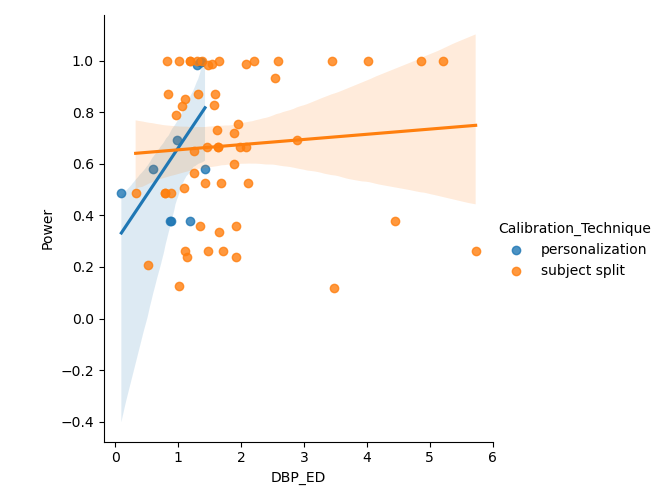 1.0
0.8
0.6
0.4
0.2
0.0
−0.2
−0.4
Power
0 1 2 3 4 5 6
DBP_ED
Calibration_Technique
personalization
subject split